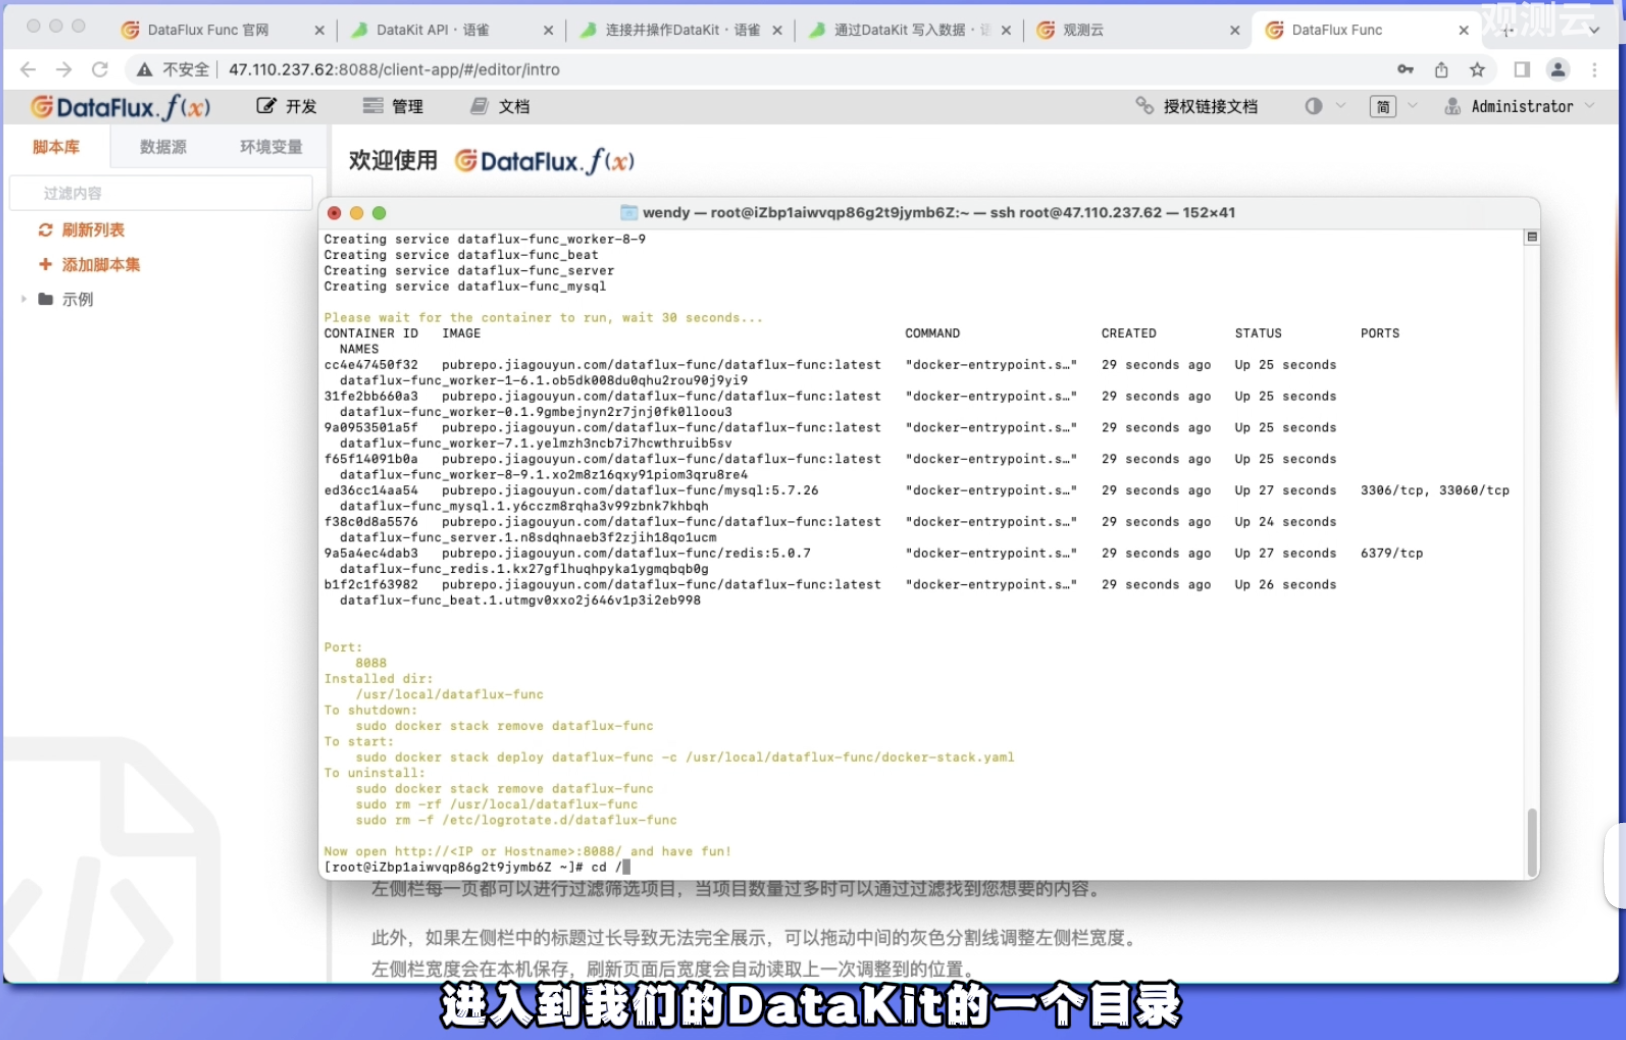 DataFlux Func 官网
DataKit API · 语雀
连接并操作DataKit · 语雀
通过DataKit 写入数据 · 语
观测云
DataFlux Func
观测云
不安全 47.110.237.62:8088/client-app/#/editor/intro
DataFlux.f(x) 开发 管理 文档 授权链接文档 简 Administrator
脚本库 数据源 环境变量
过滤内容
刷新列表
添加脚本集
示例
欢迎使用 DataFlux.f(x)
wendy — root@iZbp1aiwvqp86g2t9jymb6Z:~ — ssh root@47.110.237.62 — 152×41
Creating service dataflux-func_worker-8-9
Creating service dataflux-func_beat
Creating service dataflux-func_server
Creating service dataflux-func_mysql
Please wait for the container to run, wait 30 seconds...
CONTAINER ID IMAGE COMMAND CREATED STATUS PORTS
NAMES
cc4e47450f32 pubrepo.jiagouyun.com/dataflux-func/dataflux-func:latest "docker-entrypoint.s…" 29 seconds ago Up 25 seconds
dataflux-func_worker-1-6.1.ob5dk008du0qhu2rou90j9yi9
31fe2bb660a3 pubrepo.jiagouyun.com/dataflux-func/dataflux-func:latest "docker-entrypoint.s…" 29 seconds ago Up 25 seconds
dataflux-func_worker-0.1.9gmbejnyn2r7jnj0fk0lloou3
9a0953501a5f pubrepo.jiagouyun.com/dataflux-func/dataflux-func:latest "docker-entrypoint.s…" 29 seconds ago Up 25 seconds
dataflux-func_worker-7.1.yelmzh3ncb7i7hcwthruib5sv
f65f14091b0a pubrepo.jiagouyun.com/dataflux-func/dataflux-func:latest "docker-entrypoint.s…" 29 seconds ago Up 25 seconds
dataflux-func_worker-8-9.1.xo2m8z16qxy91piom3qru8re4
ed36cc14aa54 pubrepo.jiagouyun.com/dataflux-func/mysql:5.7.26 "docker-entrypoint.s…" 29 seconds ago Up 27 seconds 3306/tcp, 33060/tcp
dataflux-func_mysql.1.y6cczm8rqha3v99zbnk7khbqh
f38c0d8a5576 pubrepo.jiagouyun.com/dataflux-func/dataflux-func:latest "docker-entrypoint.s…" 29 seconds ago Up 24 seconds
dataflux-func_server.1.n8sdqhnaeb3f2zjih18qo1ucm
9a5a4ec4dab3 pubrepo.jiagouyun.com/dataflux-func/redis:5.0.7 "docker-entrypoint.s…" 29 seconds ago Up 27 seconds 6379/tcp
dataflux-func_redis.1.kx27gflhuqhpyka1ygmqbqb0g
b1f2c1f63982 pubrepo.jiagouyun.com/dataflux-func/dataflux-func:latest "docker-entrypoint.s…" 29 seconds ago Up 26 seconds
dataflux-func_beat.1.utmgv0xxo2j646v1p3i2eb998
Port:
8088
Installed dir:
/usr/local/dataflux-func
To shutdown:
sudo docker stack remove dataflux-func
To start:
sudo docker stack deploy dataflux-func -c /usr/local/dataflux-func/docker-stack.yaml
To uninstall:
sudo docker stack remove dataflux-func
sudo rm -rf /usr/local/dataflux-func
sudo rm -f /etc/logrotate.d/dataflux-func
Now open http://<IP or Hostname>:8088/ and have fun!
[root@iZbp1aiwvqp86g2t9jymb6Z ~]# cd /
左侧栏每一页都可以进行过滤筛选项目，当项目数量过多时可以通过过滤找到您想要的内容。
此外，如果左侧栏中的标题过长导致无法完全展示，可以拖动中间的灰色分割线调整左侧栏宽度。
左侧栏宽度会在本机保存，刷新页面后宽度会自动读取上一次调整到的位置。
进入到我们的DataKit的一个目录